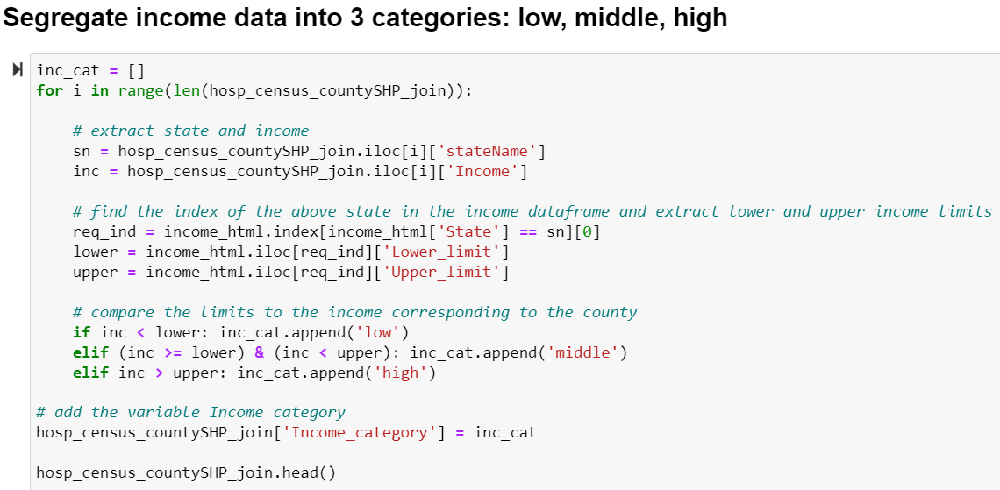 Segregate income data into 3 categories: low, middle, high
inc_cat = []
for i in range(len(hosp_census_countySHP_join)):
    # extract state and income
    sn = hosp_census_countySHP_join.iloc[i]['stateName']
    inc = hosp_census_countySHP_join.iloc[i]['Income']
    # find the index of the above state in the income dataframe and extract lower and upper income limits
    req_ind = income_html.index[income_html['State'] == sn][0]
    lower = income_html.iloc[req_ind]['Lower_limit']
    upper = income_html.iloc[req_ind]['Upper_limit']
    # compare the limits to the income corresponding to the county
    if inc < lower: inc_cat.append('low')
    elif (inc >= lower) & (inc < upper): inc_cat.append('middle')
    elif inc > upper: inc_cat.append('high')
# add the variable Income category
hosp_census_countySHP_join['Income_category'] = inc_cat
hosp_census_countySHP_join.head()